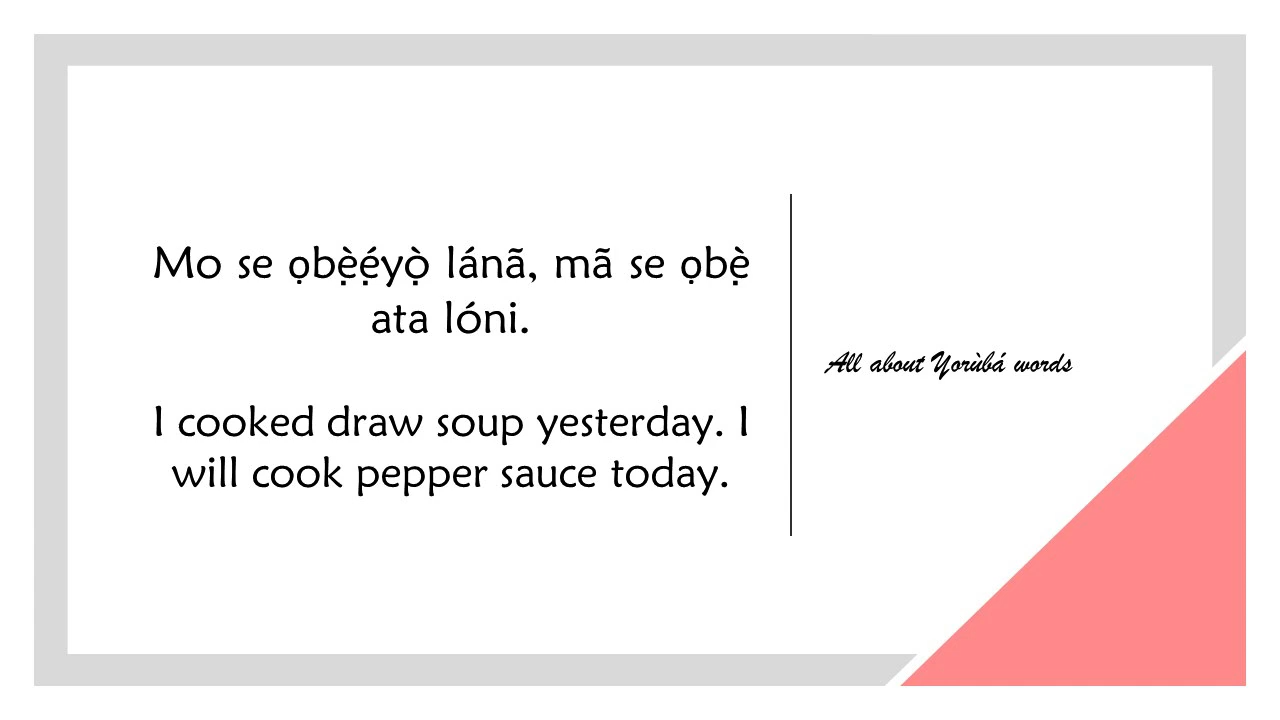 Mo se ọbẹ̀ẹ́yọ̀ lánã, mã se ọbẹ̀
ata lóni.
I cooked draw soup yesterday. I
will cook pepper sauce today.
All about Yorùbá words